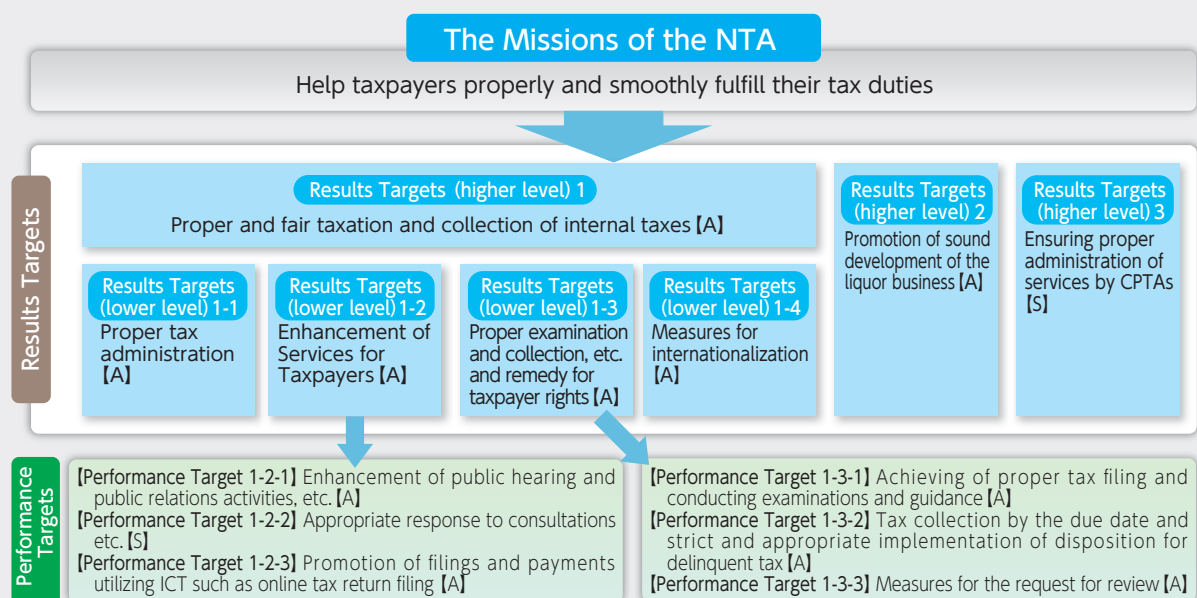 The Missions of the NTA
Help taxpayers properly and smoothly fulfill their tax duties
Results Targets
Results Targets (higher level) 1
Proper and fair taxation and collection of internal taxes【A】
Results Targets
(lower level) 1-1
Proper tax
administration
【A】
Results Targets
(lower level) 1-2
Enhancement of
Services for
Taxpayers【A】
Results Targets
(lower level) 1-3
Proper examination
and collection, etc.
and remedy for
taxpayer rights【A】
Results Targets
(lower level) 1-4
Measures for
internationalization
【A】
Results Targets
(higher level) 2
Promotion of sound
development of the
liquor business【A】
Results Targets
(higher level) 3
Ensuring proper
administration of
services by CPTAs
【S】
Performance
Targets
【Performance Target 1-2-1】Enhancement of public hearing and
public relations activities, etc.【A】
【Performance Target 1-2-2】Appropriate response to consultations
etc.【S】
【Performance Target 1-2-3】Promotion of filings and payments
utilizing ICT such as online tax return filing【A】
【Performance Target 1-3-1】Achieving of proper tax filing and
conducting examinations and guidance【A】
【Performance Target 1-3-2】Tax collection by the due date and
strict and appropriate implementation of disposition for
delinquent tax【A】
【Performance Target 1-3-3】Measures for the request for review【A】